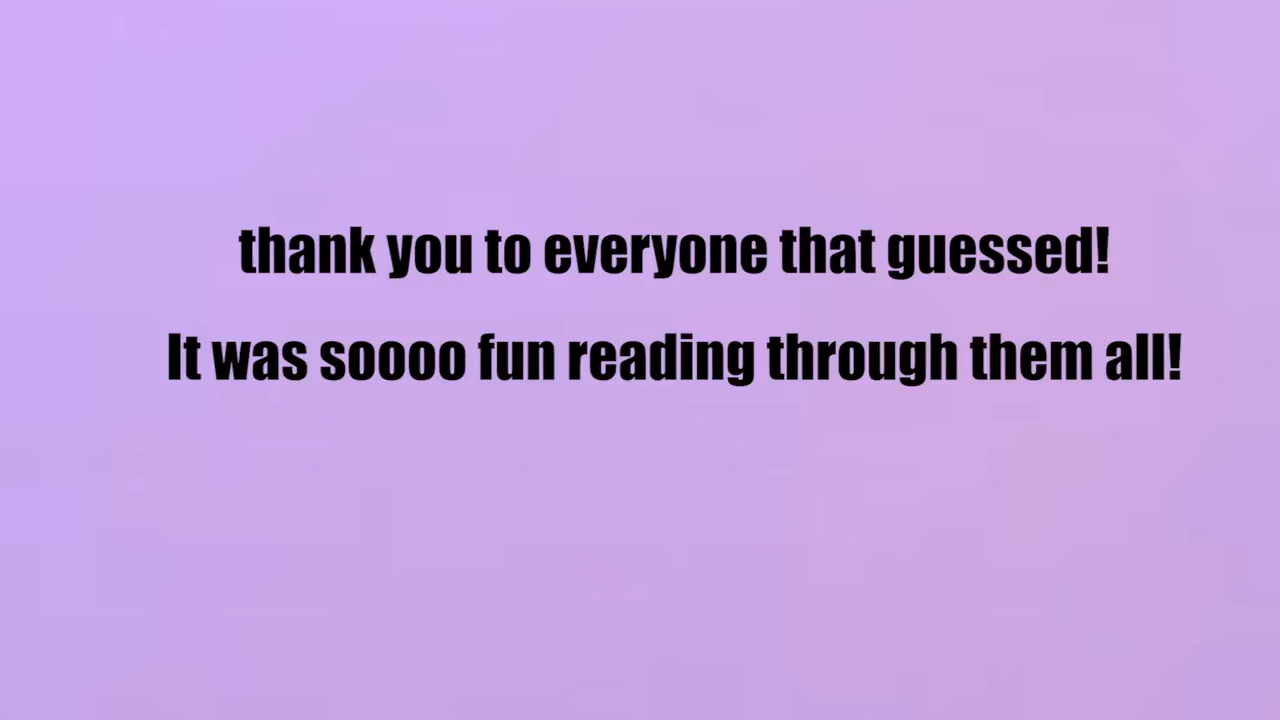 thank you to everyone that guessed!
It was soooo fun reading through them all!